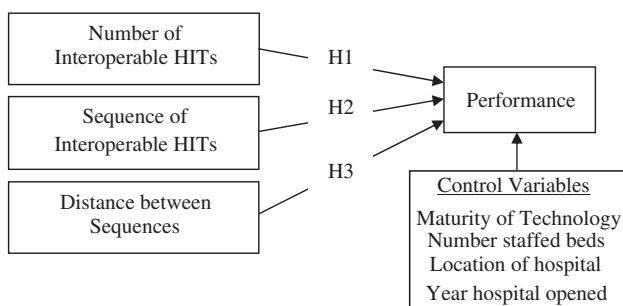 Number of
Interoperable HITs
H1
Sequence of
Interoperable HITs
H2
Distance between
Sequences
H3
Performance
Control Variables
Maturity of Technology
Number staffed beds
Location of hospital
Year hospital opened